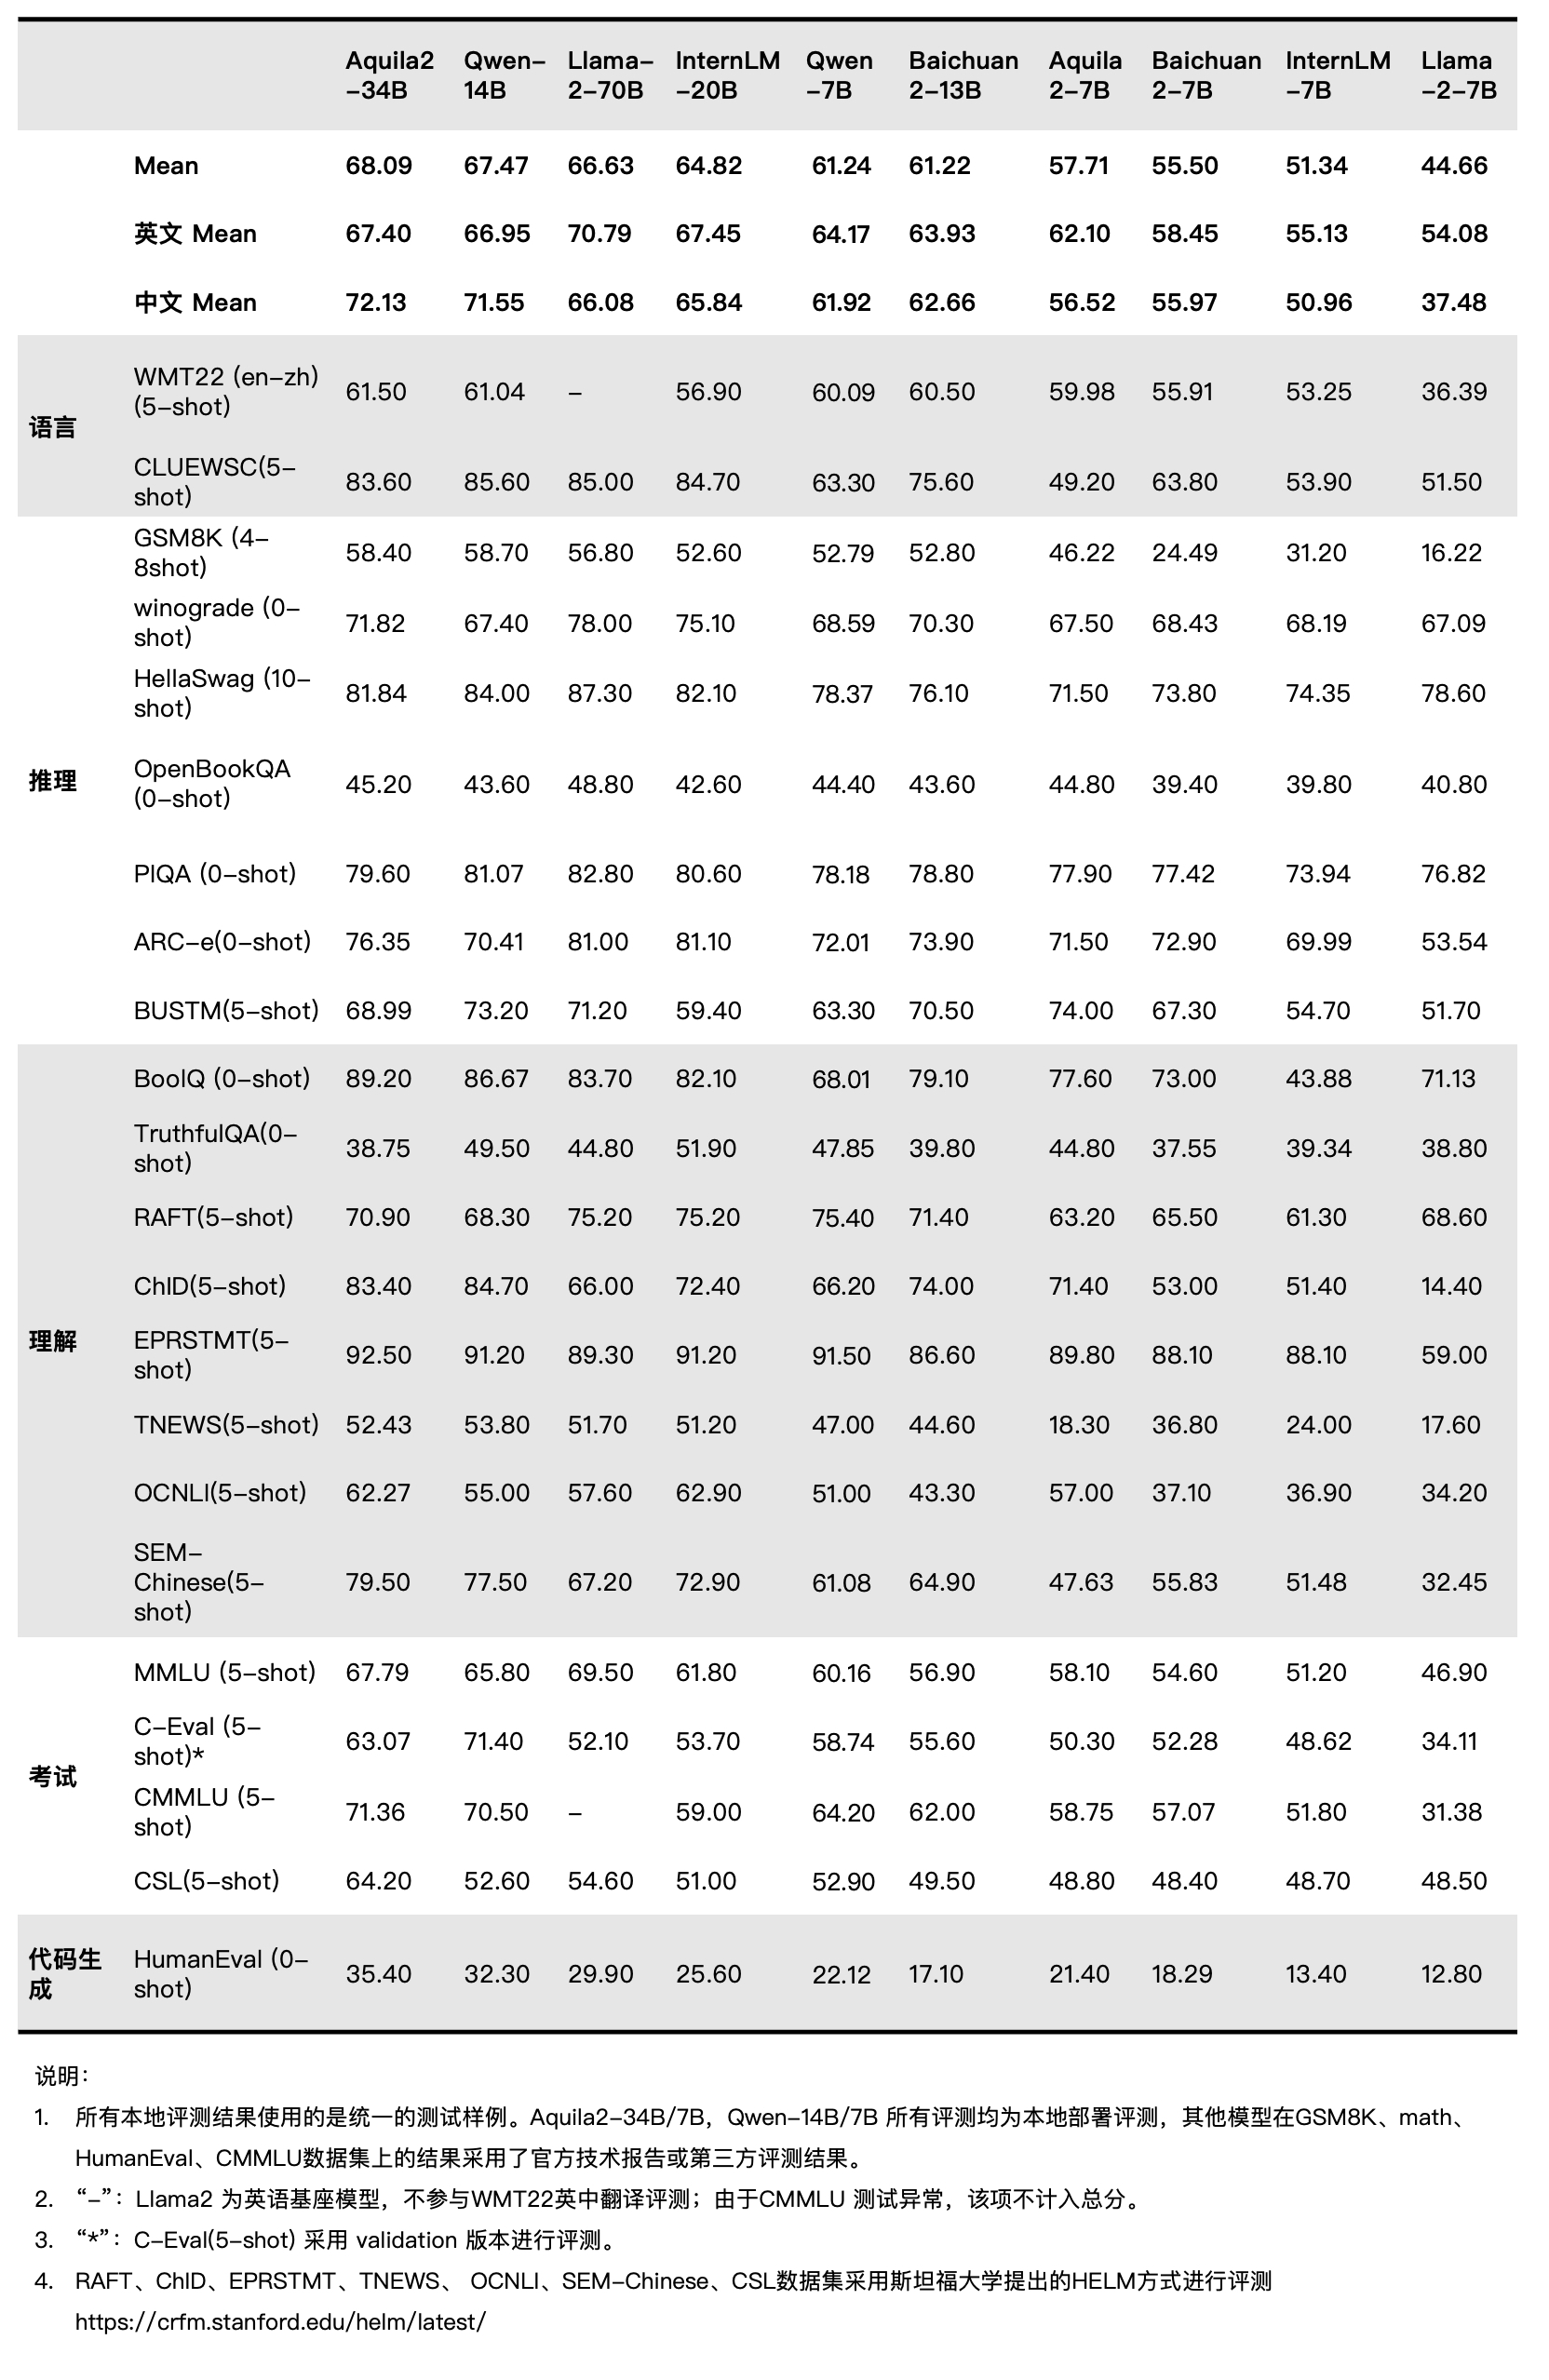 Aquila2 Qwen– Llama– InternLM Qwen Baichuan Aquila Baichuan InternLM Llama
–34B 14B 2–70B –20B –7B 2–13B 2–7B 2–7B –7B –2–7B
Mean 68.09 67.47 66.63 64.82 61.24 61.22 57.71 55.50 51.34 44.66
英文 Mean 67.40 66.95 70.79 67.45 64.17 63.93 62.10 58.45 55.13 54.08
中文 Mean 72.13 71.55 66.08 65.84 61.92 62.66 56.52 55.97 50.96 37.48
语言
WMT22 (en–zh)
(5–shot) 61.50 61.04 – 56.90 60.09 60.50 59.98 55.91 53.25 36.39
CLUEWSC(5–
shot) 83.60 85.60 85.00 84.70 63.30 75.60 49.20 63.80 53.90 51.50
推理
GSM8K (4–
8shot) 58.40 58.70 56.80 52.60 52.79 52.80 46.22 24.49 31.20 16.22
winograde (0–
shot) 71.82 67.40 78.00 75.10 68.59 70.30 67.50 68.43 68.19 67.09
HellaSwag (10–
shot) 81.84 84.00 87.30 82.10 78.37 76.10 71.50 73.80 74.35 78.60
OpenBookQA
(0–shot) 45.20 43.60 48.80 42.60 44.40 43.60 44.80 39.40 39.80 40.80
PIQA (0–shot) 79.60 81.07 82.80 80.60 78.18 78.80 77.90 77.42 73.94 76.82
ARC–e(0–shot) 76.35 70.41 81.00 81.10 72.01 73.90 71.50 72.90 69.99 53.54
BUSTM(5–shot) 68.99 73.20 71.20 59.40 63.30 70.50 74.00 67.30 54.70 51.70
理解
BoolQ (0–shot) 89.20 86.67 83.70 82.10 68.01 79.10 77.60 73.00 43.88 71.13
TruthfulQA(0–
shot) 38.75 49.50 44.80 51.90 47.85 39.80 44.80 37.55 39.34 38.80
RAFT(5–shot) 70.90 68.30 75.20 75.20 75.40 71.40 63.20 65.50 61.30 68.60
ChID(5–shot) 83.40 84.70 66.00 72.40 66.20 74.00 71.40 53.00 51.40 14.40
EPRSTMT(5–
shot) 92.50 91.20 89.30 91.20 91.50 86.60 89.80 88.10 88.10 59.00
TNEWS(5–shot) 52.43 53.80 51.70 51.20 47.00 44.60 18.30 36.80 24.00 17.60
OCNLI(5–shot) 62.27 55.00 57.60 62.90 51.00 43.30 57.00 37.10 36.90 34.20
SEM–
Chinese(5–
shot) 79.50 77.50 67.20 72.90 61.08 64.90 47.63 55.83 51.48 32.45
考试
MMLU (5–shot) 67.79 65.80 69.50 61.80 60.16 56.90 58.10 54.60 51.20 46.90
C–Eval (5–
shot)* 63.07 71.40 52.10 53.70 58.74 55.60 50.30 52.28 48.62 34.11
CMMLU (5–
shot) 71.36 70.50 – 59.00 64.20 62.00 58.75 57.07 51.80 31.38
CSL(5–shot) 64.20 52.60 54.60 51.00 52.90 49.50 48.80 48.40 48.70 48.50
代码生
成
HumanEval (0–
shot) 35.40 32.30 29.90 25.60 22.12 17.10 21.40 18.29 13.40 12.80
说明：
1. 所有本地评测结果使用的是统一的测试样例。Aquila2–34B/7B，Qwen–14B/7B 所有评测均为本地部署评测，其他模型在GSM8K、math、
HumanEval、CMMLU数据集上的结果采用了官方技术报告或第三方评测结果。
2. “–”：Llama2 为英语基座模型，不参与WMT22英中翻译评测；由于CMMLU 测试异常，该项不计入总分。
3. “*”：C–Eval(5–shot) 采用 validation 版本进行评测。
4. RAFT、ChID、EPRSTMT、TNEWS、 OCNLI、SEM–Chinese、CSL数据集采用斯坦福大学提出的HELM方式进行评测
https://crfm.stanford.edu/helm/latest/